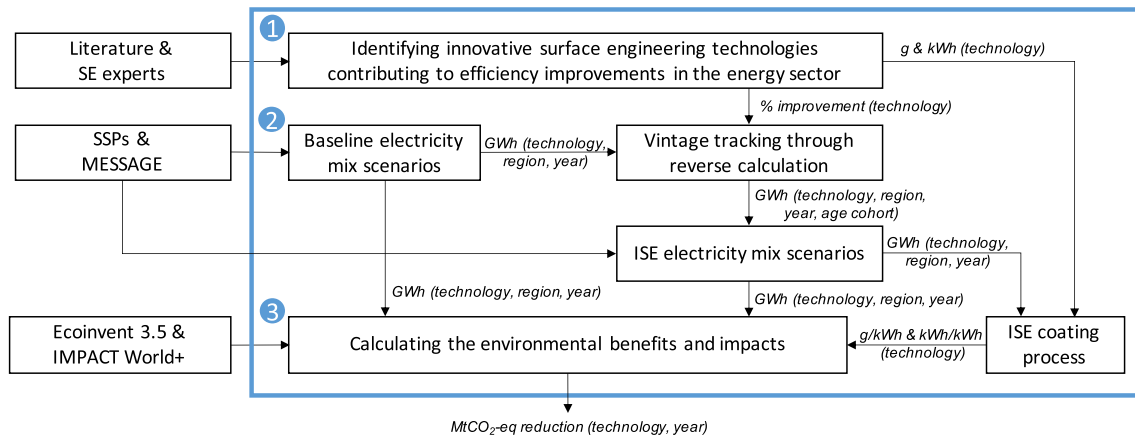 1
Literature &
SE experts
Identifying innovative surface engineering technologies
contributing to efficiency improvements in the energy sector
g & kWh (technology)
% improvement (technology)
2
SSPs &
MESSAGE
Baseline electricity
mix scenarios
GWh (technology,
region, year)
Vintage tracking through
reverse calculation
GWh (technology, region,
year, age cohort)
ISE electricity mix scenarios
GWh (technology,
region, year)
GWh (technology, region, year)
GWh (technology, region, year)
3
Ecoinvent 3.5 &
IMPACT World+
Calculating the environmental benefits and impacts
g/kWh & kWh/kWh
(technology)
ISE coating
process
MtCO₂-eq reduction (technology, year)